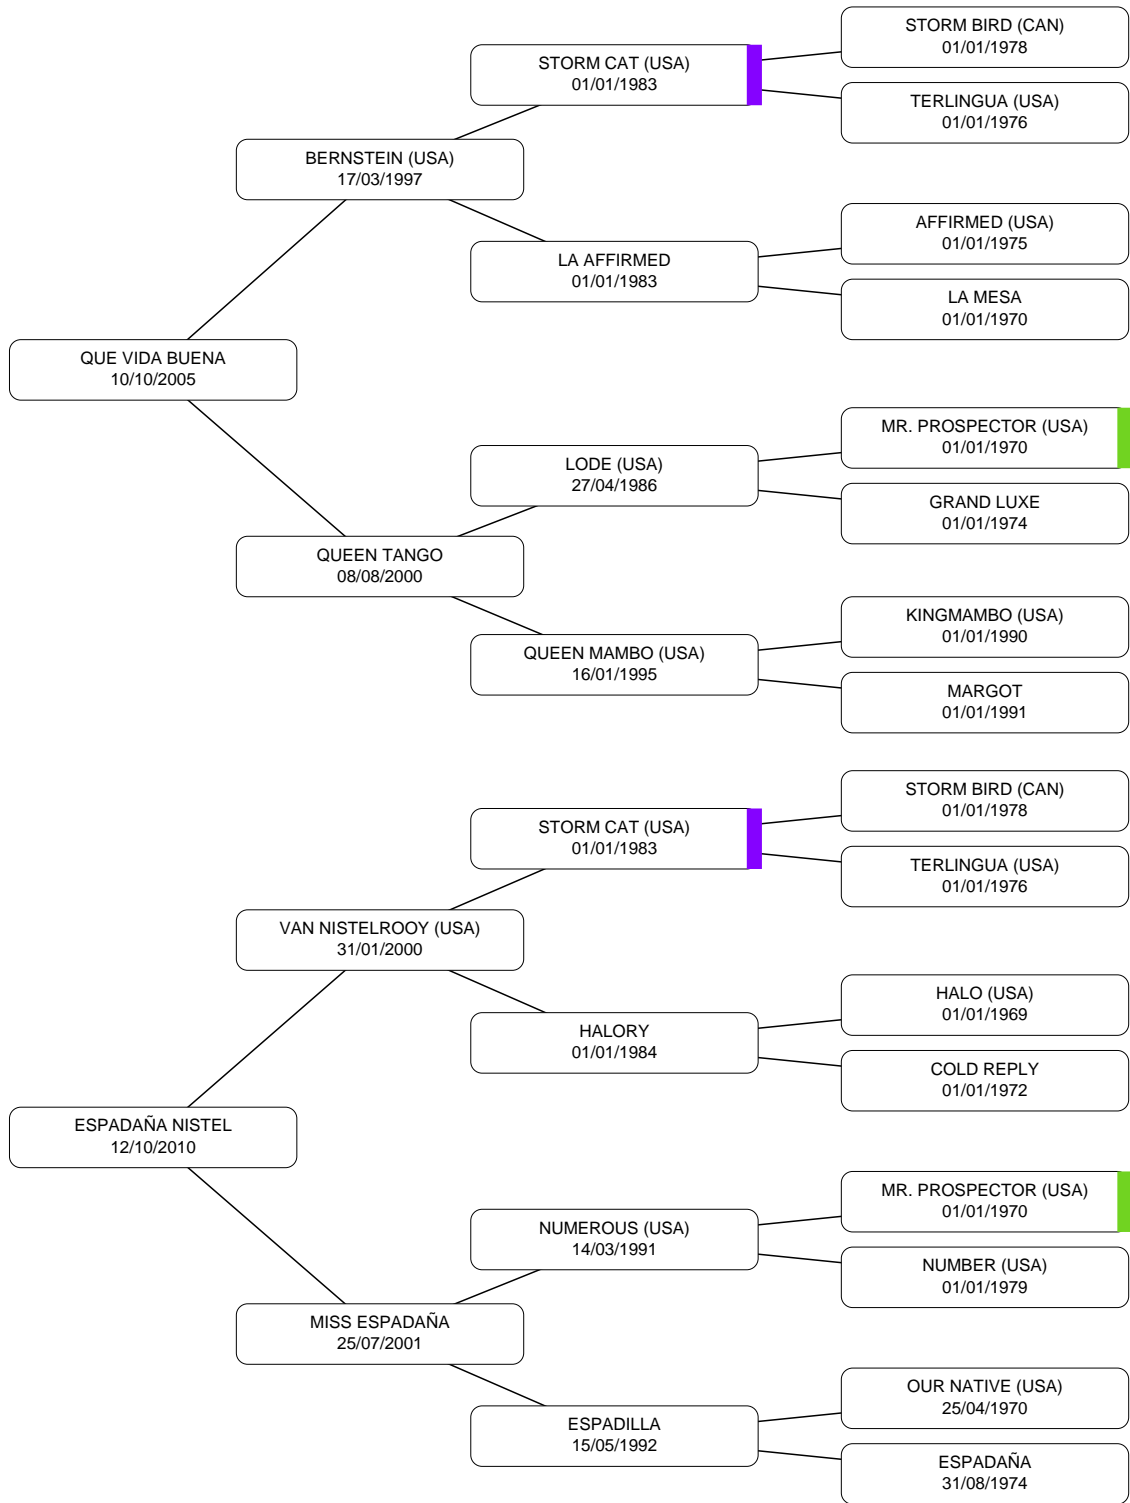 STORM BIRD (CAN)
01/01/1978
STORM CAT (USA)
01/01/1983
TERLINGUA (USA)
01/01/1976
BERNSTEIN (USA)
17/03/1997
AFFIRMED (USA)
01/01/1975
LA AFFIRMED
01/01/1983
LA MESA
01/01/1970
QUE VIDA BUENA
10/10/2005
MR. PROSPECTOR (USA)
01/01/1970
LODE (USA)
27/04/1986
GRAND LUXE
01/01/1974
QUEEN TANGO
08/08/2000
KINGMAMBO (USA)
01/01/1990
QUEEN MAMBO (USA)
16/01/1995
MARGOT
01/01/1991
STORM BIRD (CAN)
01/01/1978
STORM CAT (USA)
01/01/1983
TERLINGUA (USA)
01/01/1976
VAN NISTELROOY (USA)
31/01/2000
HALO (USA)
01/01/1969
HALORY
01/01/1984
COLD REPLY
01/01/1972
ESPADAÑA NISTEL
12/10/2010
MR. PROSPECTOR (USA)
01/01/1970
NUMEROUS (USA)
14/03/1991
NUMBER (USA)
01/01/1979
MISS ESPADAÑA
25/07/2001
OUR NATIVE (USA)
25/04/1970
ESPADILLA
15/05/1992
ESPADAÑA
31/08/1974